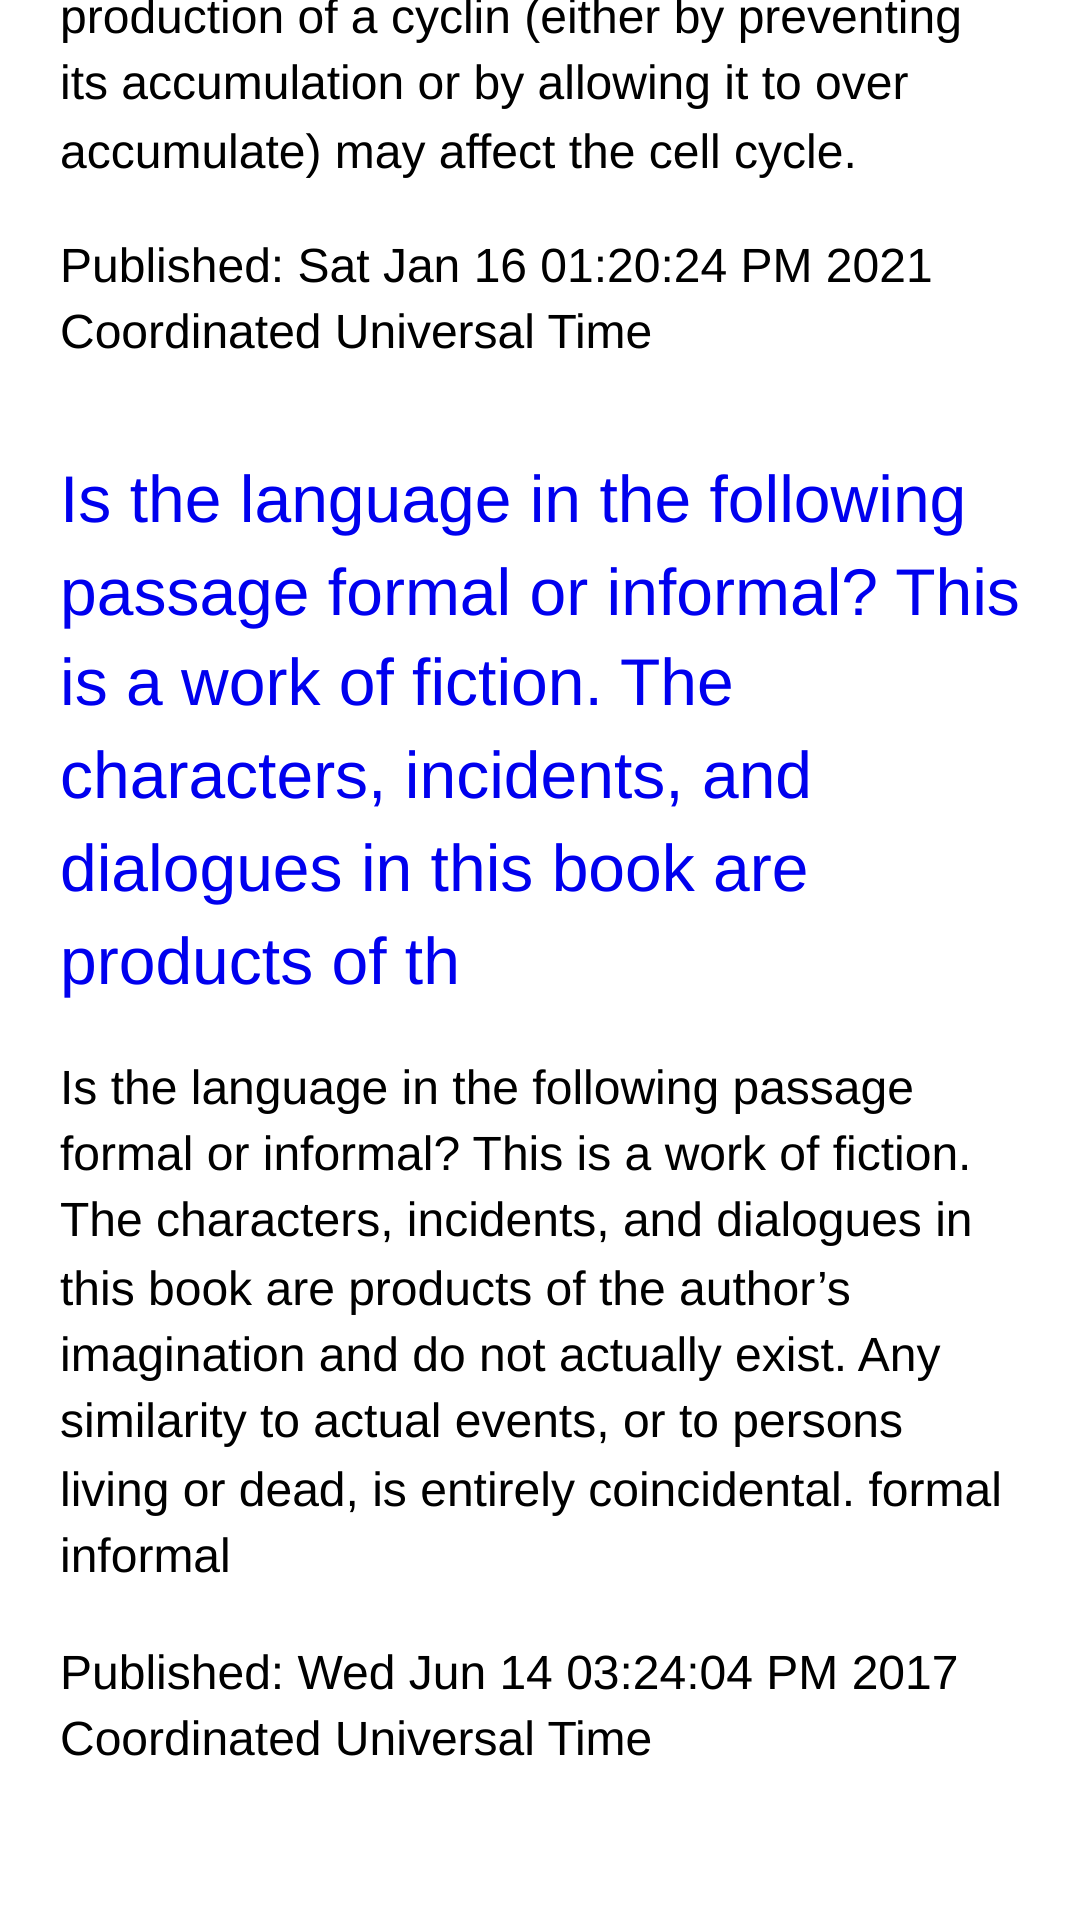 production of a cyclin (either by preventing
its accumulation or by allowing it to over
accumulate) may affect the cell cycle.
Published: Sat Jan 16 01:20:24 PM 2021
Coordinated Universal Time
Is the language in the following
passage formal or informal? This
is a work of fiction. The
characters, incidents, and
dialogues in this book are
products of th
Is the language in the following passage
formal or informal? This is a work of fiction.
The characters, incidents, and dialogues in
this book are products of the author’s
imagination and do not actually exist. Any
similarity to actual events, or to persons
living or dead, is entirely coincidental. formal
informal
Published: Wed Jun 14 03:24:04 PM 2017
Coordinated Universal Time